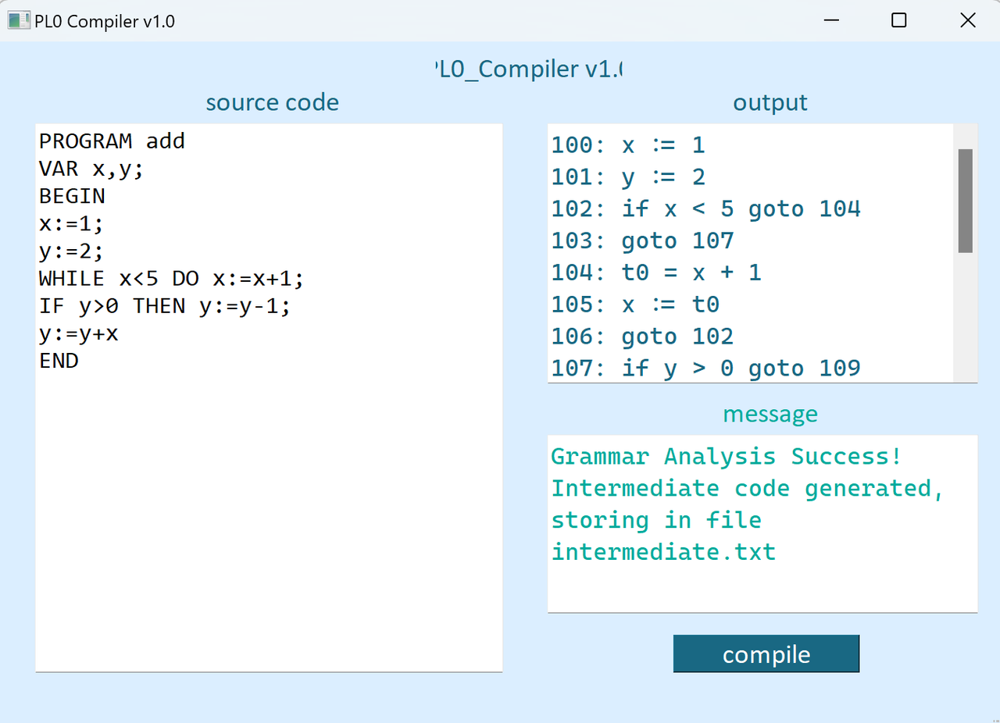 PL0 Compiler v1.0
PL0_Compiler v1.0
source code
PROGRAM add
VAR x,y;
BEGIN
x:=1;
y:=2;
WHILE x<5 DO x:=x+1;
IF y>0 THEN y:=y-1;
y:=y+x
END
output
100: x := 1
101: y := 2
102: if x < 5 goto 104
103: goto 107
104: t0 = x + 1
105: x := t0
106: goto 102
107: if y > 0 goto 109
message
Grammar Analysis Success!
Intermediate code generated,
storing in file
intermediate.txt
compile